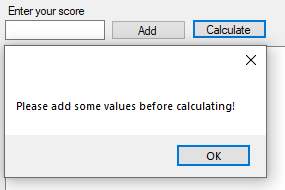 Enter your score
Add Calculate
Please add some values before calculating!
OK